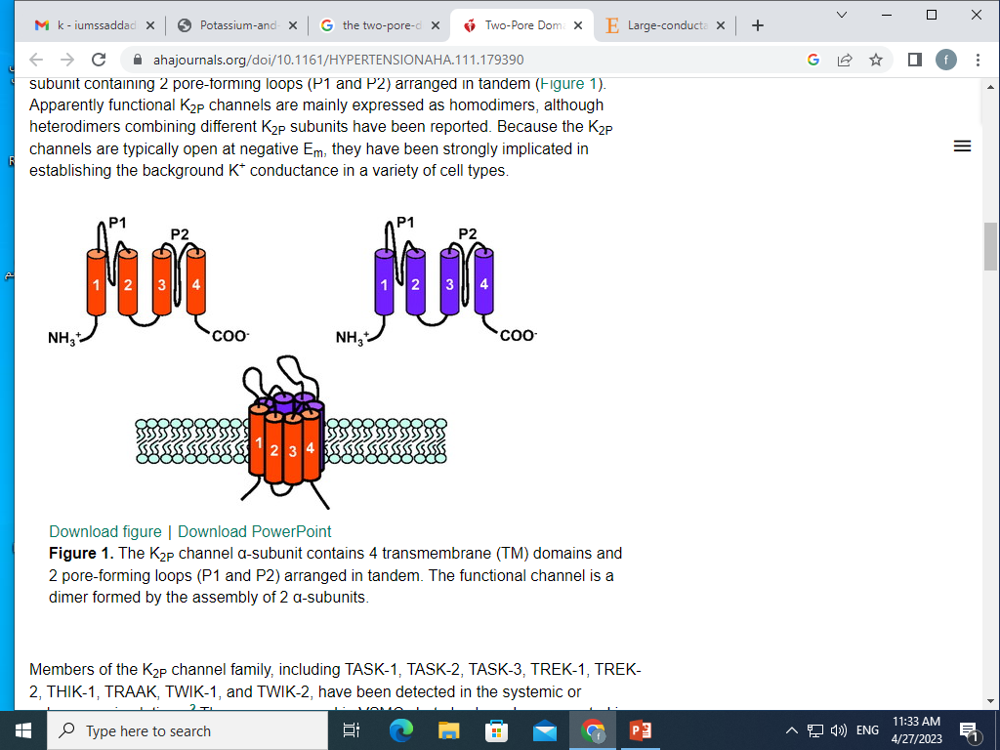 k - iumssaddad
Potassium-and-
the two-pore-d
Two-Pore Dom
Large-conducta
ahajournals.org/doi/10.1161/HYPERTENSIONAHA.111.179390
f
subunit containing 2 pore-forming loops (P1 and P2) arranged in tandem (Figure 1).
Apparently functional K2P channels are mainly expressed as homodimers, although
heterodimers combining different K2P subunits have been reported. Because the K2P
channels are typically open at negative Em, they have been strongly implicated in
establishing the background K+ conductance in a variety of cell types.
P1 P2 P1 P2
1 2 3 4 1 2 3 4
NH3+ COO- NH3+ COO-
1 2 3 4
Download figure | Download PowerPoint
Figure 1. The K2P channel α-subunit contains 4 transmembrane (TM) domains and
2 pore-forming loops (P1 and P2) arranged in tandem. The functional channel is a
dimer formed by the assembly of 2 α-subunits.
Members of the K2P channel family, including TASK-1, TASK-2, TASK-3, TREK-1, TREK-
2, THIK-1, TRAAK, TWIK-1, and TWIK-2, have been detected in the systemic or
Type here to search
ENG
11:33 AM
4/27/2023
1